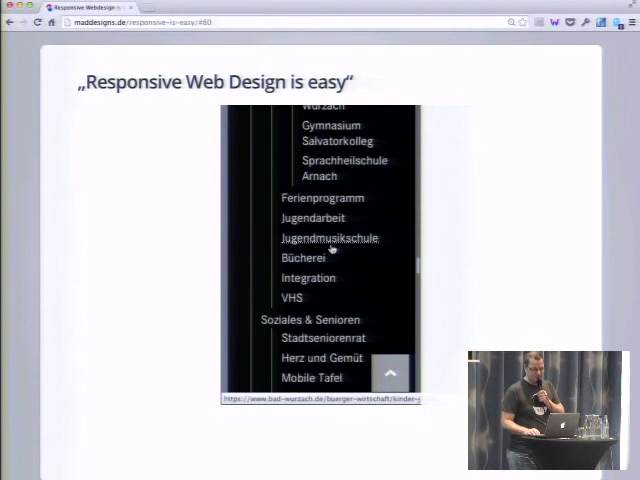 Responsive Webdesign is
maddesigns.de/responsive-is-easy/#80
„Responsive Web Design is easy“
Wurzach
Gymnasium
Salvatorkolleg
Sprachheilschule
Arnach
Ferienprogramm
Jugendarbeit
Jugendmusikschule
Bücherei
Integration
VHS
Soziales & Senioren
Stadtseniorenrat
Herz und Gemüt
Mobile Tafel
https://www.bad-wurzach.de/buerger-wirtschaft/kinder-j